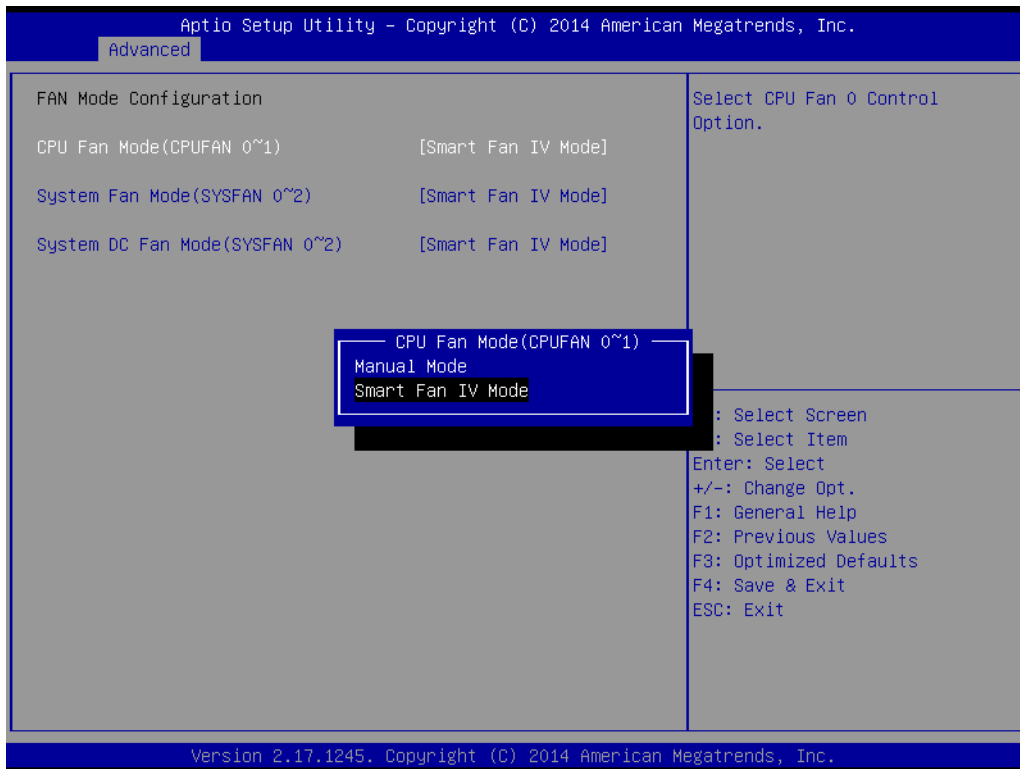 Aptio Setup Utility – Copyright (C) 2014 American Megatrends, Inc.
Advanced
FAN Mode Configuration
CPU Fan Mode(CPUFAN 0~1) [Smart Fan IV Mode]
System Fan Mode(SYSFAN 0~2) [Smart Fan IV Mode]
System DC Fan Mode(SYSFAN 0~2) [Smart Fan IV Mode]
CPU Fan Mode(CPUFAN 0~1)
Manual Mode
Smart Fan IV Mode
Select CPU Fan 0 Control
Option.
: Select Screen
: Select Item
Enter: Select
+/-: Change Opt.
F1: General Help
F2: Previous Values
F3: Optimized Defaults
F4: Save & Exit
ESC: Exit
Version 2.17.1245. Copyright (C) 2014 American Megatrends, Inc.